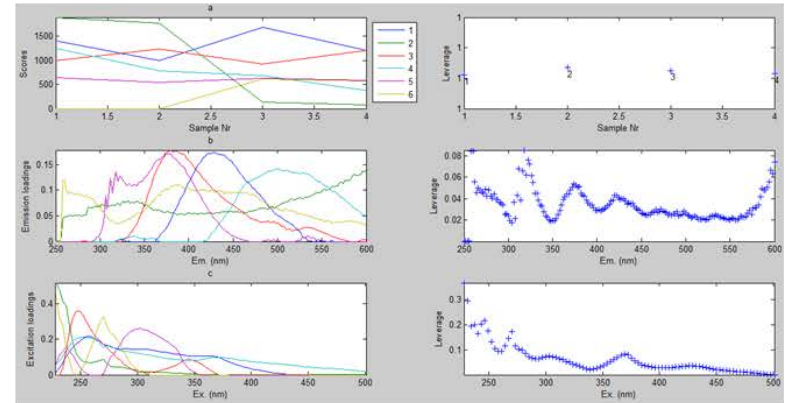 a
Scores
1500
1000
500
0
1 1.5 2 2.5 3 3.5 4
Sample Nr
1
2
3
4
5
6
Leverage
1
1
1
1
1 2 3 4
1 1.5 2 2.5 3 3.5 4
Sample Nr
b
Emission loadings
0.15
0.1
0.05
0
250 300 350 400 450 500 550 600
Em. (nm)
Leverage
0.08
0.06
0.04
0.02
250 300 350 400 450 500 550 600
Em. (nm)
c
Excitation loadings
0.4
0.2
0
250 300 350 400 450 500
Ex. (nm)
Leverage
0.3
0.2
0.1
250 300 350 400 450 500
Ex. (nm)